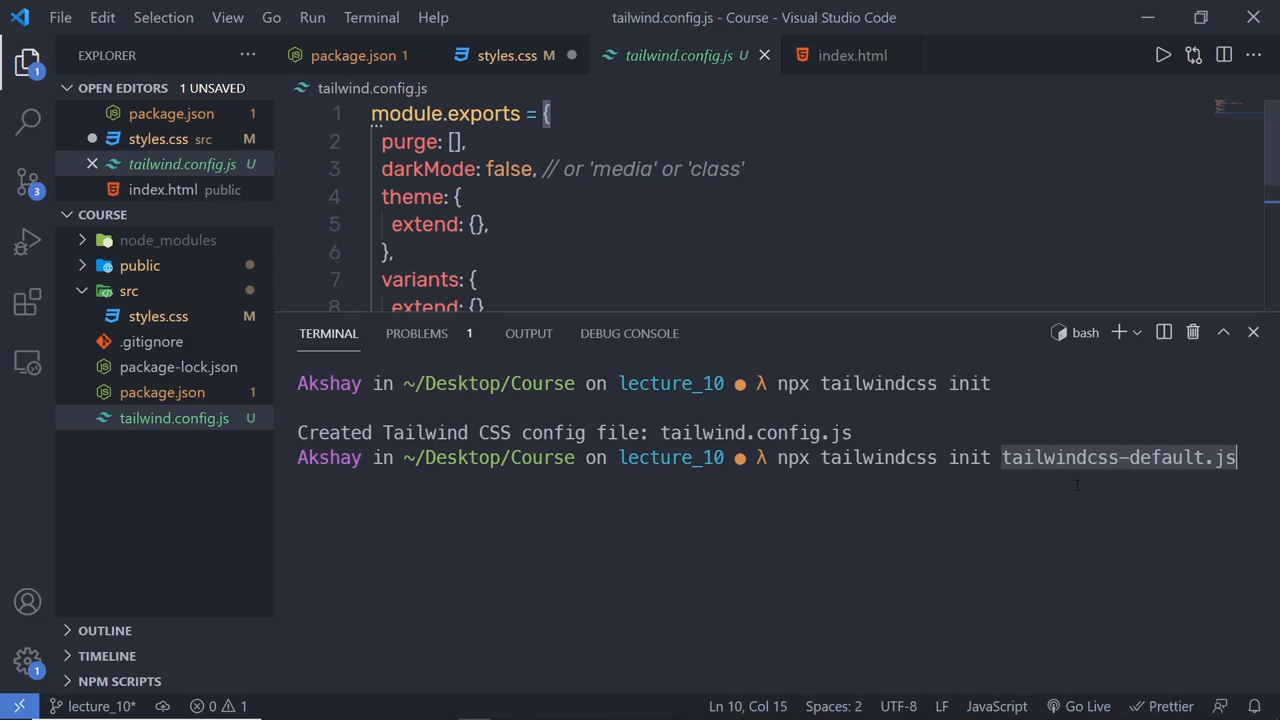 File Edit Selection View Go Run Terminal Help tailwind.config.js - Course - Visual Studio Code
EXPLORER
package.json 1 styles.css M tailwind.config.js U index.html
OPEN EDITORS 1 UNSAVED
package.json 1
styles.css src M
tailwind.config.js U
index.html public
COURSE
node_modules
public
src
styles.css M
.gitignore
package-lock.json
package.json 1
tailwind.config.js U
OUTLINE
TIMELINE
NPM SCRIPTS
1
3
1
tailwind.config.js
1 module.exports = {
2 purge: [],
3 darkMode: false, // or 'media' or 'class'
4 theme: {
5 extend: {},
6 },
7 variants: {
8 extend: {}
TERMINAL PROBLEMS 1 OUTPUT DEBUG CONSOLE bash
Akshay in ~/Desktop/Course on lecture_10 ● λ npx tailwindcss init
Created Tailwind CSS config file: tailwind.config.js
Akshay in ~/Desktop/Course on lecture_10 ● λ npx tailwindcss init tailwindcss-default.js
lecture_10* 0 1 Ln 10, Col 15 Spaces: 2 UTF-8 LF JavaScript Go Live Prettier